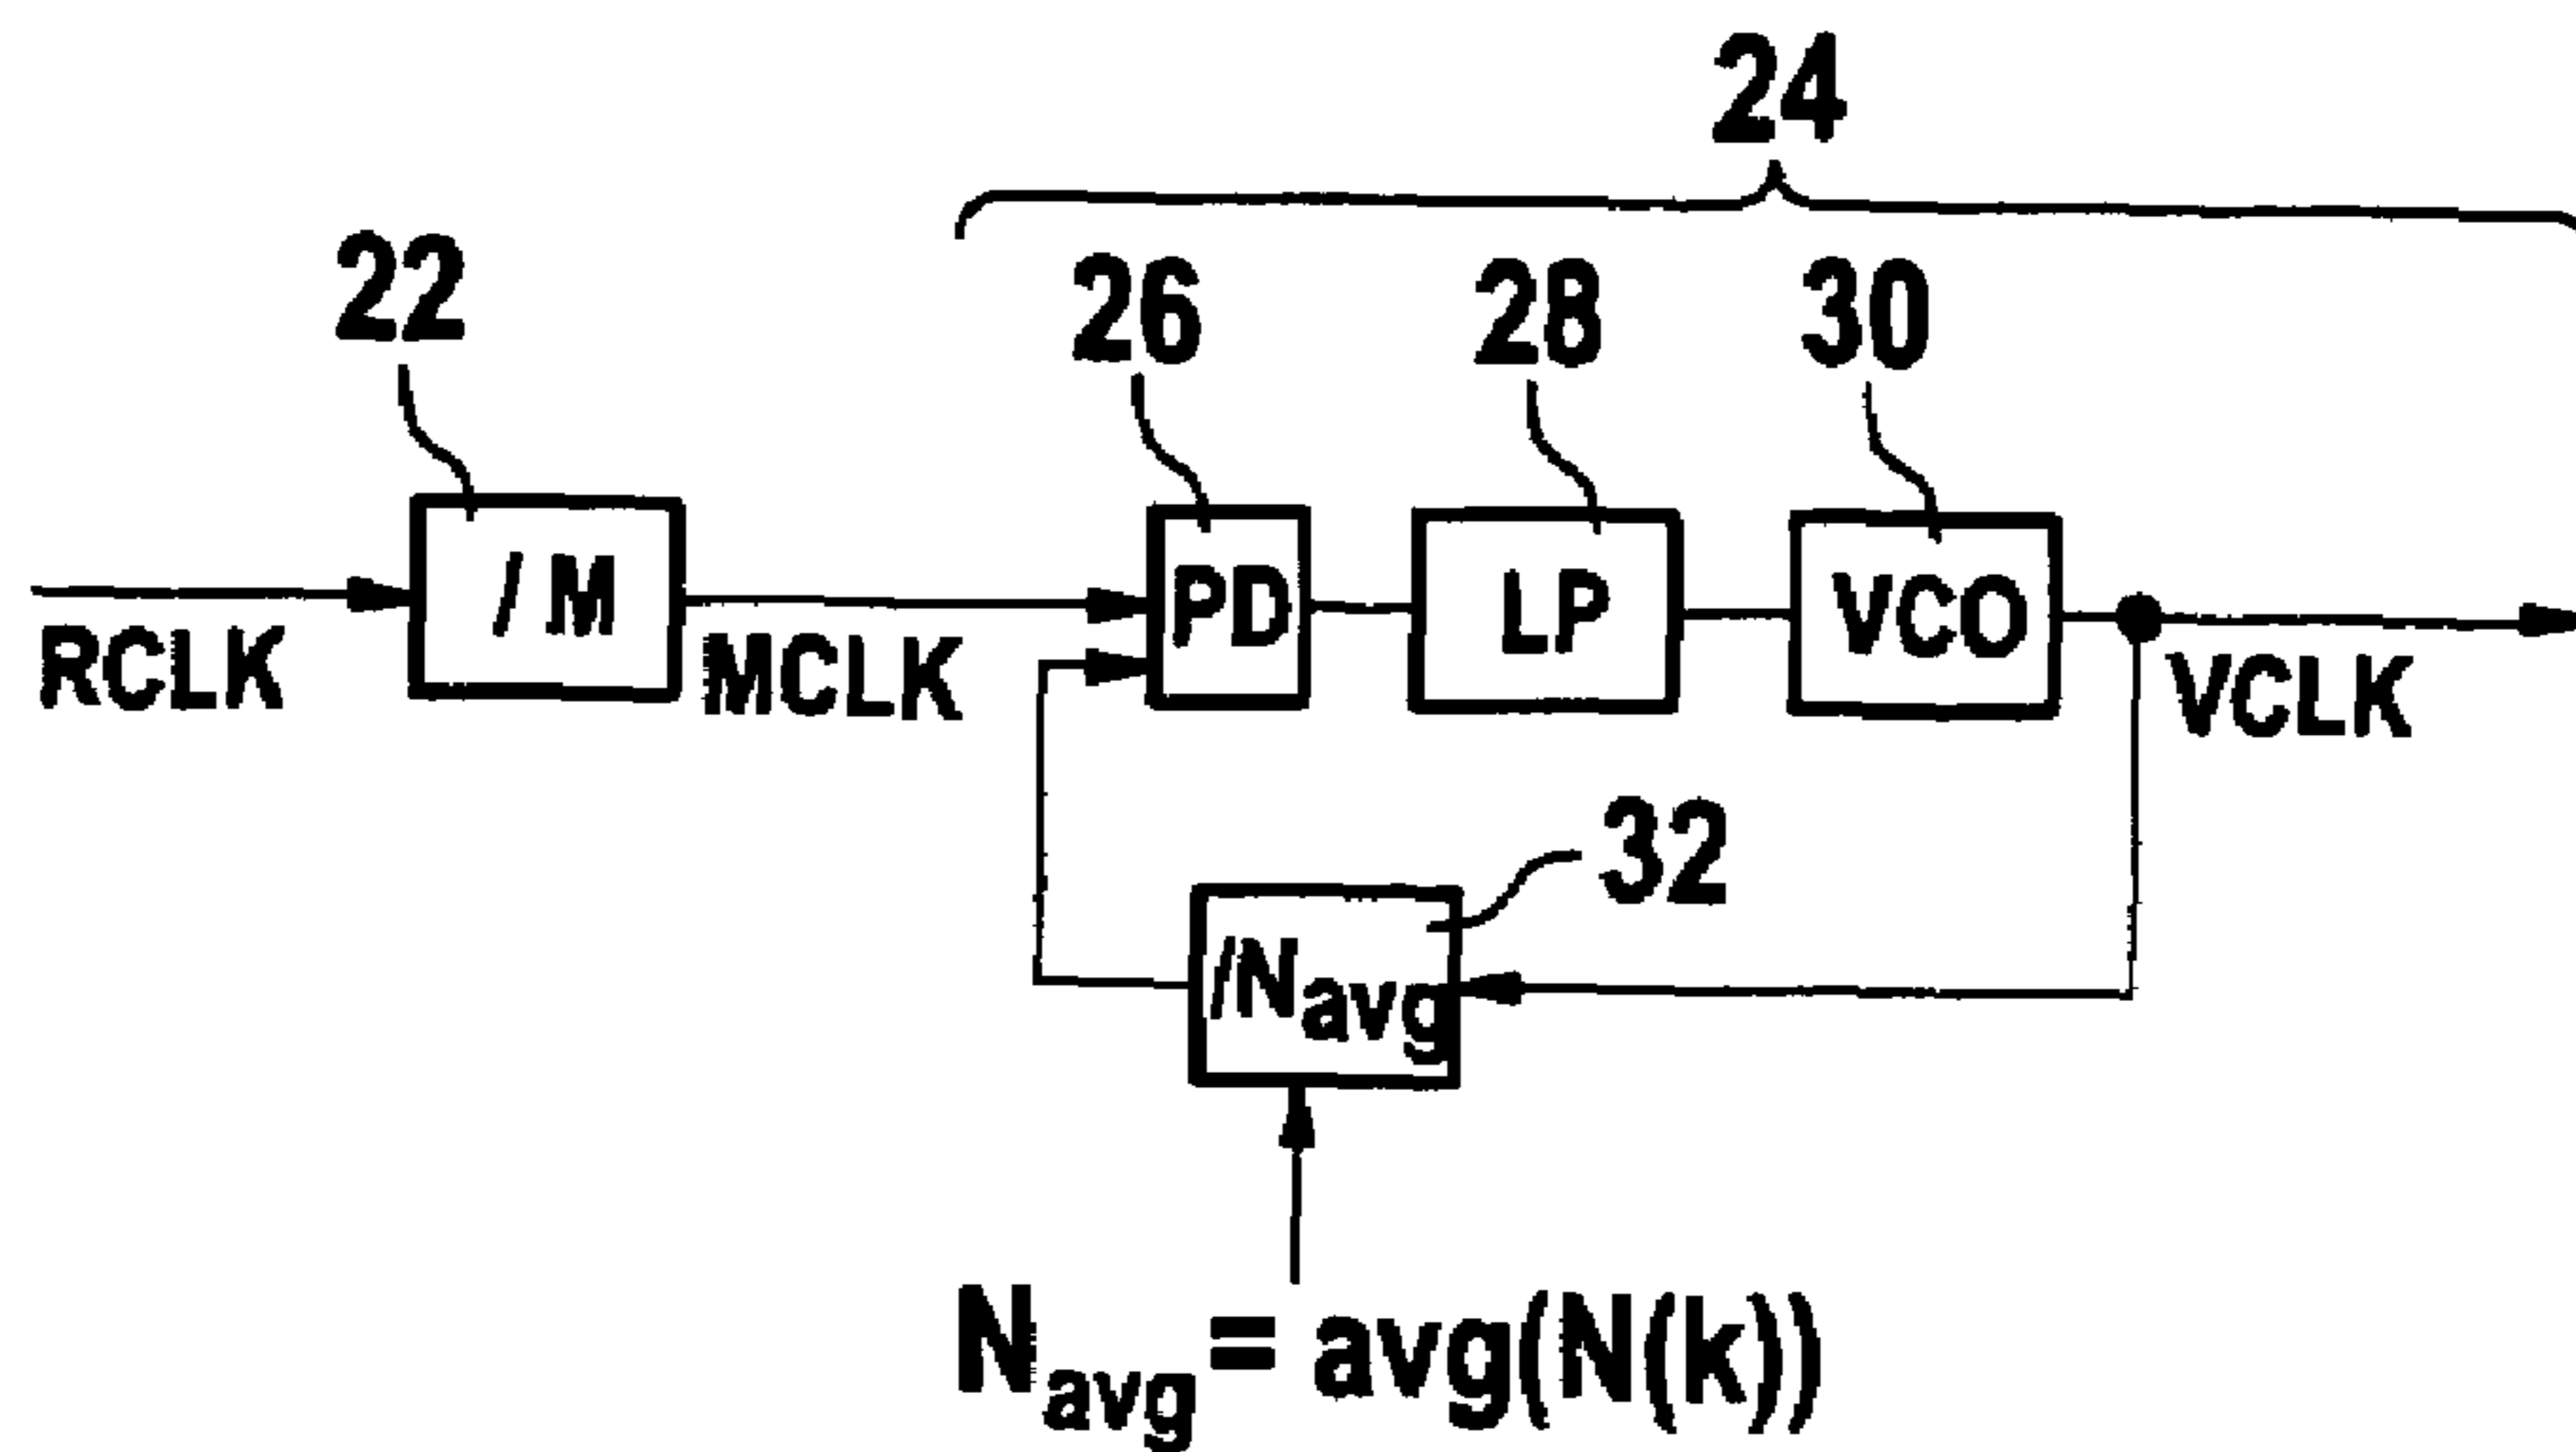 24
22
26
28
30
/ M
PD
LP
VCO
RCLK
MCLK
VCLK
32
/Navg
Navg = avg(N(k))